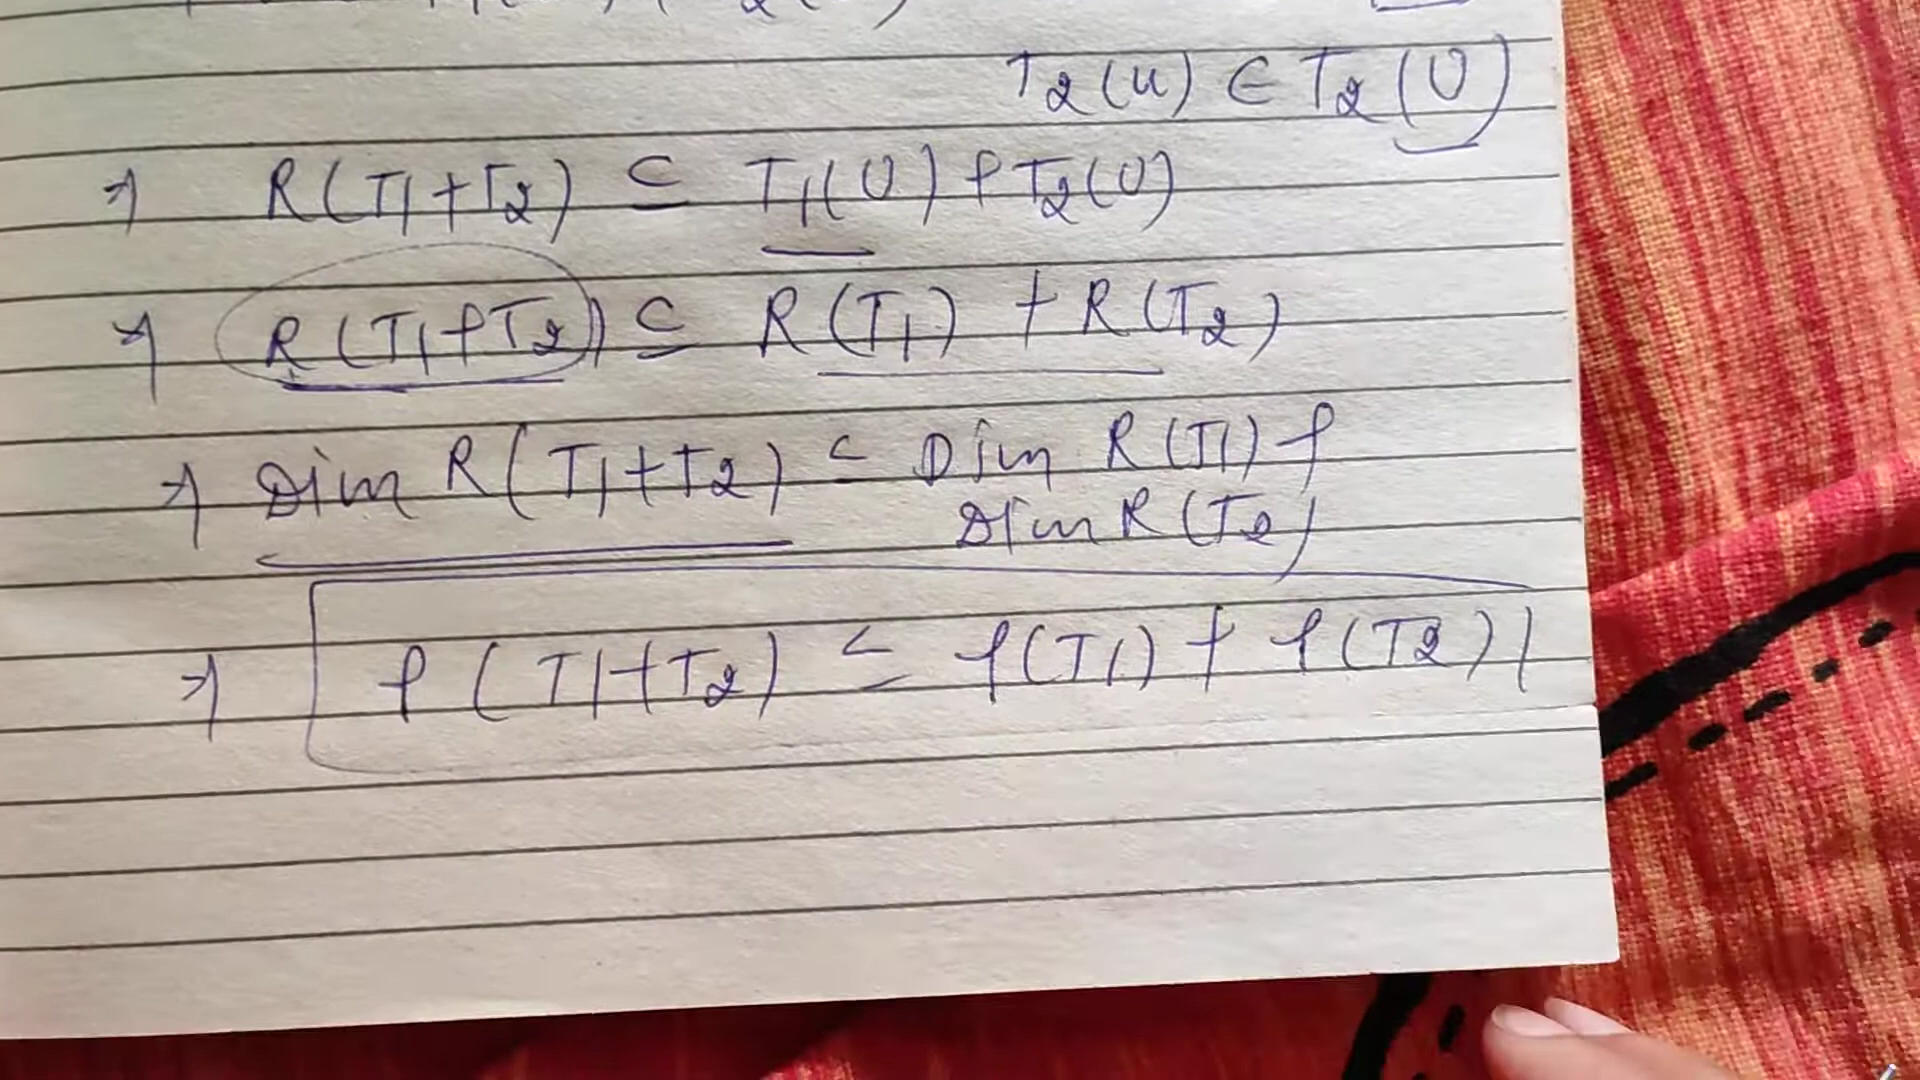 T2(u) ∈ T2(U)
⇒ R(T1+T2) ⊆ T1(U) + T2(U)
⇒ R(T1+T2) ⊆ R(T1) + R(T2)
⇒ Dim R(T1+T2) ≤ Dim R(T1) +
Dim R(T2)
⇒ ρ(T1+T2) ≤ ρ(T1) + ρ(T2)